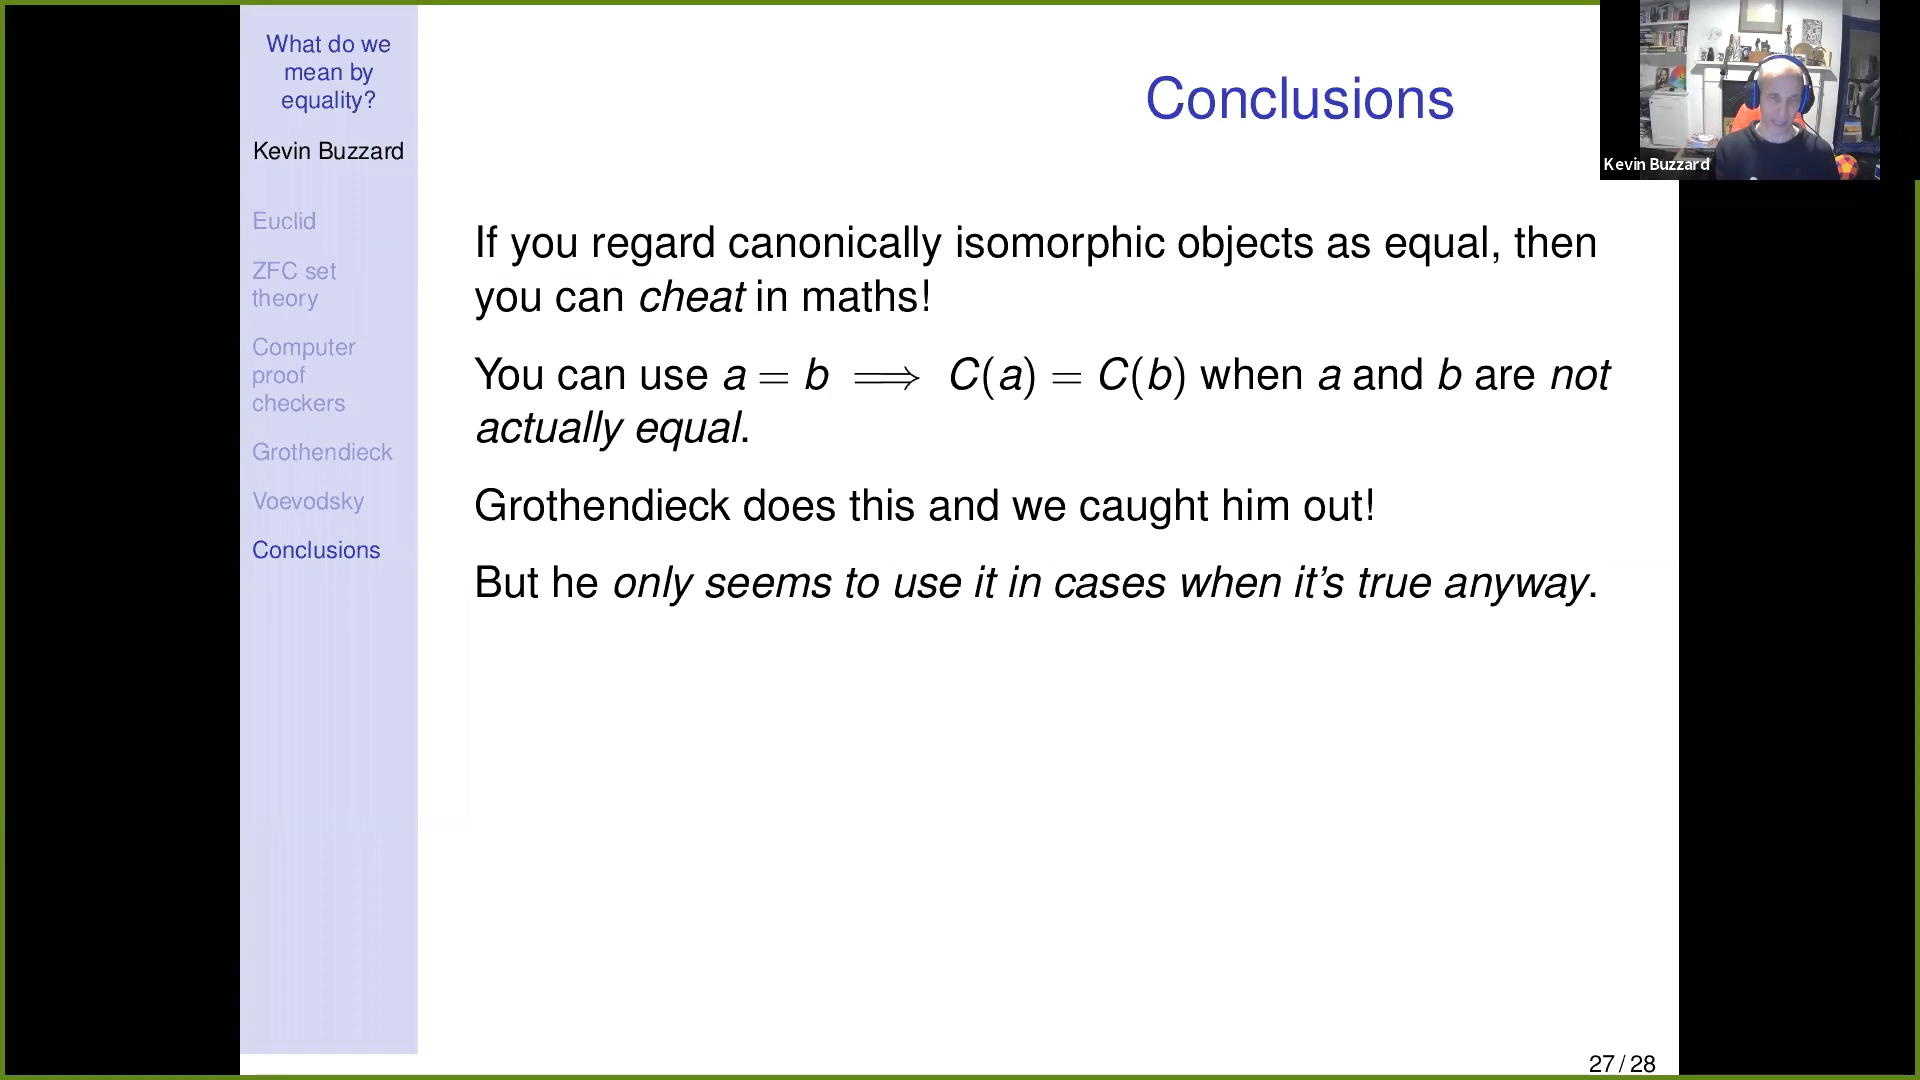 What do we
mean by
equality?
Kevin Buzzard
Euclid
ZFC set
theory
Computer
proof
checkers
Grothendieck
Voevodsky
Conclusions
Conclusions
If you regard canonically isomorphic objects as equal, then
you can cheat in maths!
You can use a = b ⟹ C(a) = C(b) when a and b are not
actually equal.
Grothendieck does this and we caught him out!
But he only seems to use it in cases when it’s true anyway.
27 / 28
Kevin Buzzard